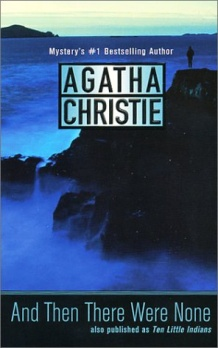 Mystery's #1 Bestselling Author
AGATHA
CHRISTIE
And Then There Were None
also published as Ten Little Indians